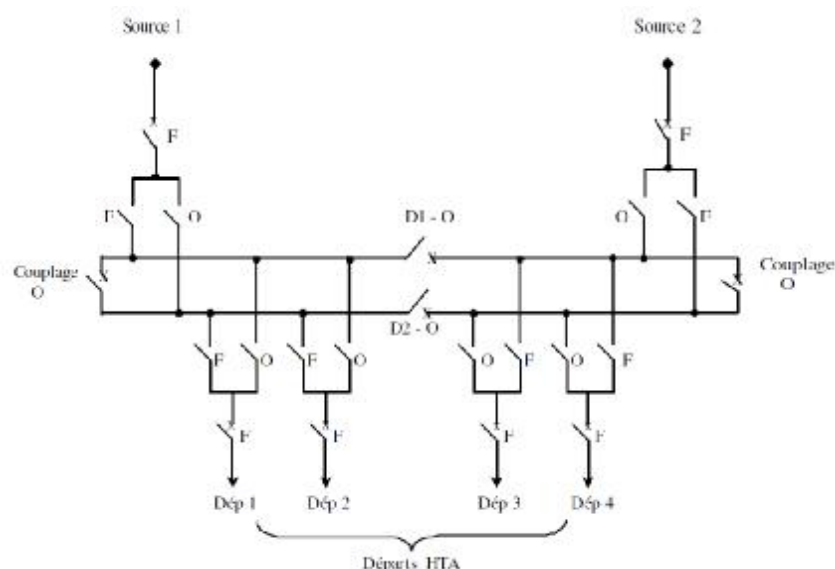 Source 1
Source 2
F
F
F
O
O
F
D1 - O
Couplage
O
Couplage
O
D2 - O
F
O
F
O
O
F
O
F
F
F
F
F
Dép 1
Dép 2
Dép 3
Dép 4
Départs HTA